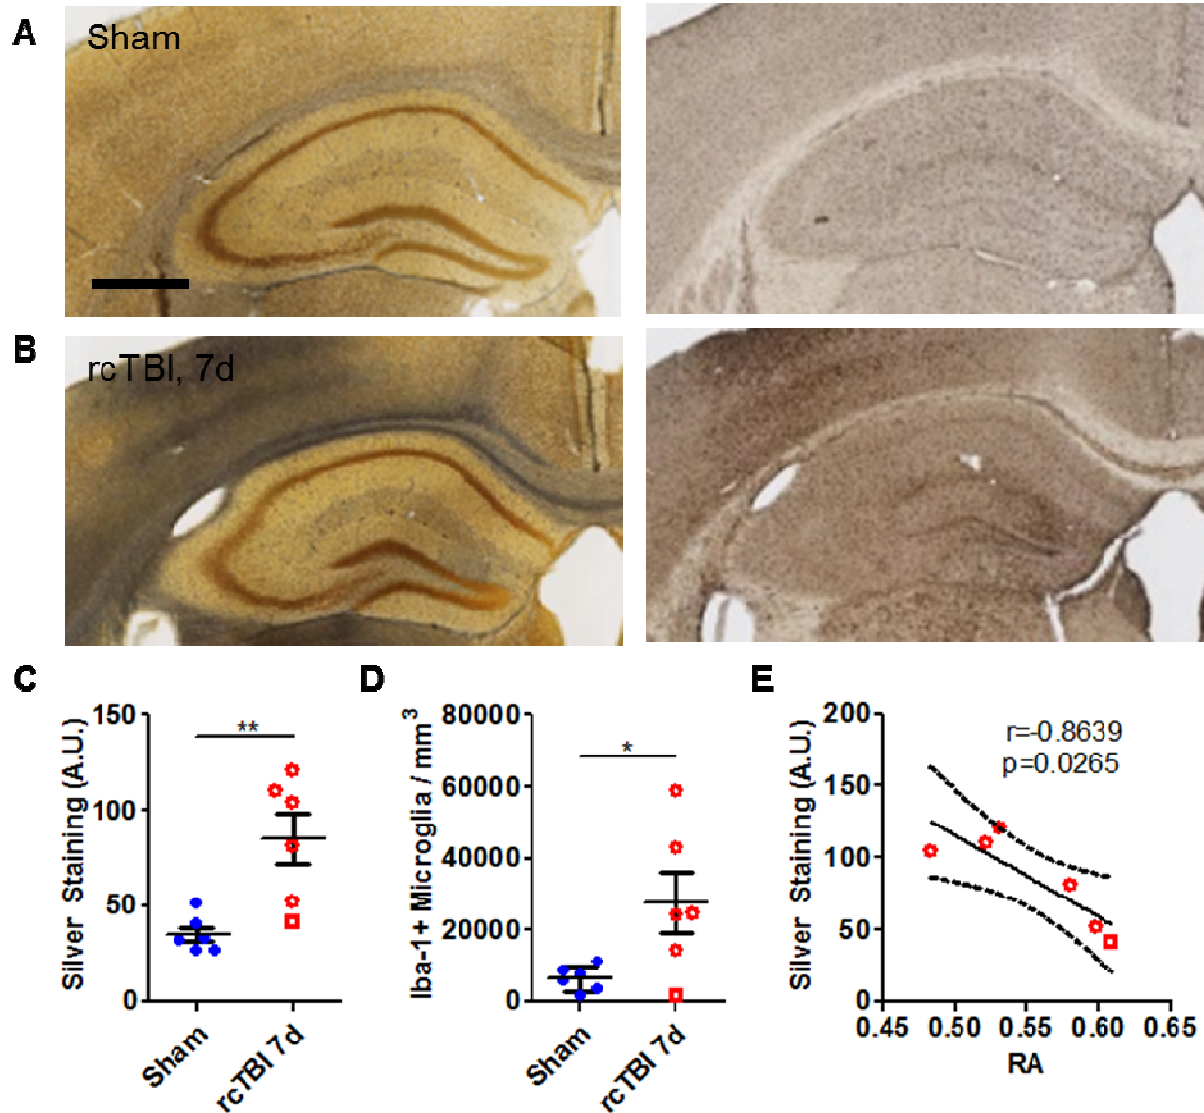 A
Sham
B
rcTBI, 7d
C
D
E
150
100
50
0
Silver Staining (A.U.)
**
Sham
rcTBI 7d
80000
60000
40000
20000
0
Iba-1+ Microglia / mm³
*
Sham
rcTBI 7d
200
150
100
50
0
Silver Staining (A.U.)
r=-0.8639
p=0.0265
0.45
0.50
0.55
0.60
0.65
RA